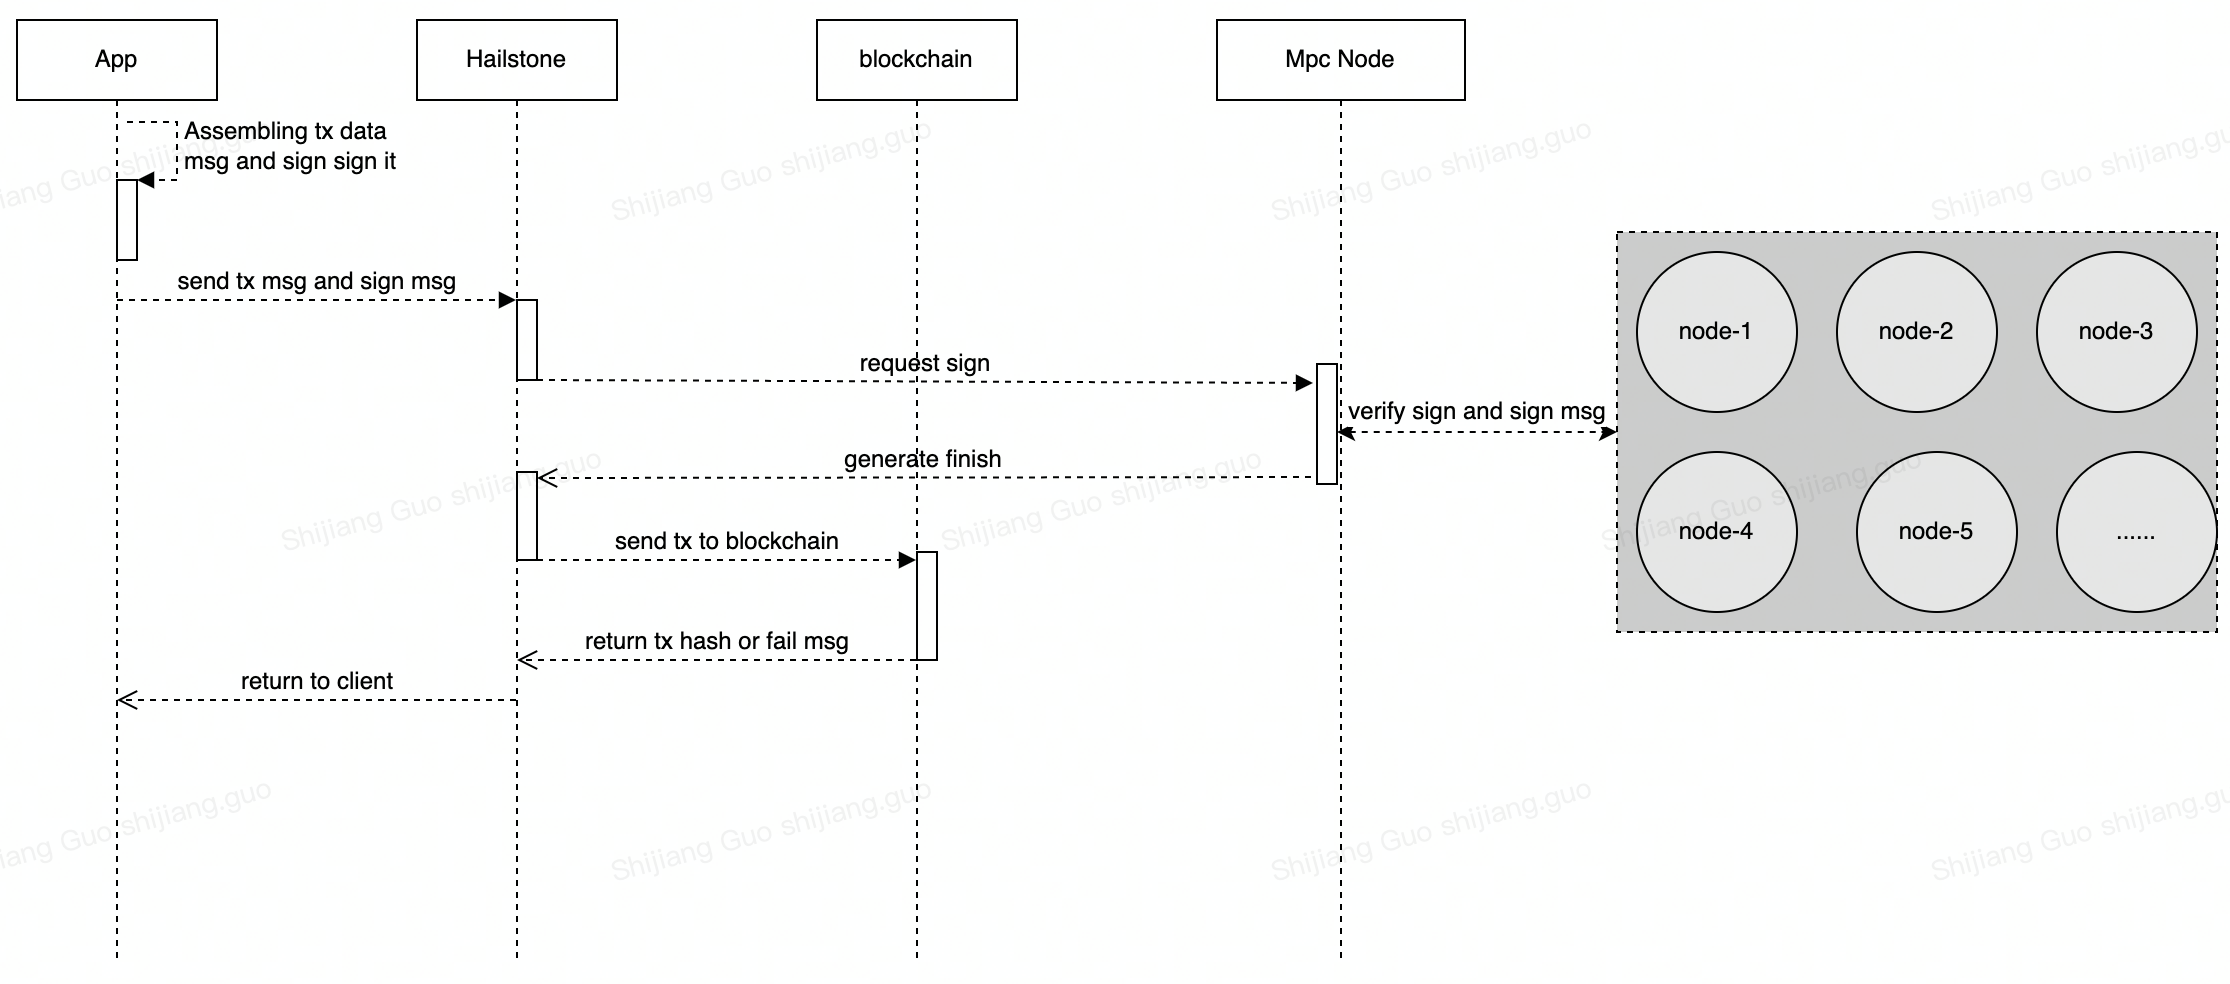 App
Hailstone
blockchain
Mpc Node
Assembling tx data
msg and sign sign it
send tx msg and sign msg
request sign
verify sign and sign msg
generate finish
send tx to blockchain
return tx hash or fail msg
return to client
node-1
node-2
node-3
node-4
node-5
......
jiang Guo shijiang.guo
Shijiang Guo shijiang.guo
Shijiang Guo shijiang.guo
Shijiang Guo shijiang.gu
Shijiang Guo shijiang.guo
Shijiang Guo shijiang.guo
Shijiang Guo shijiang.guo
jiang Guo shijiang.guo
Shijiang Guo shijiang.guo
Shijiang Guo shijiang.guo
Shijiang Guo shijiang.gu